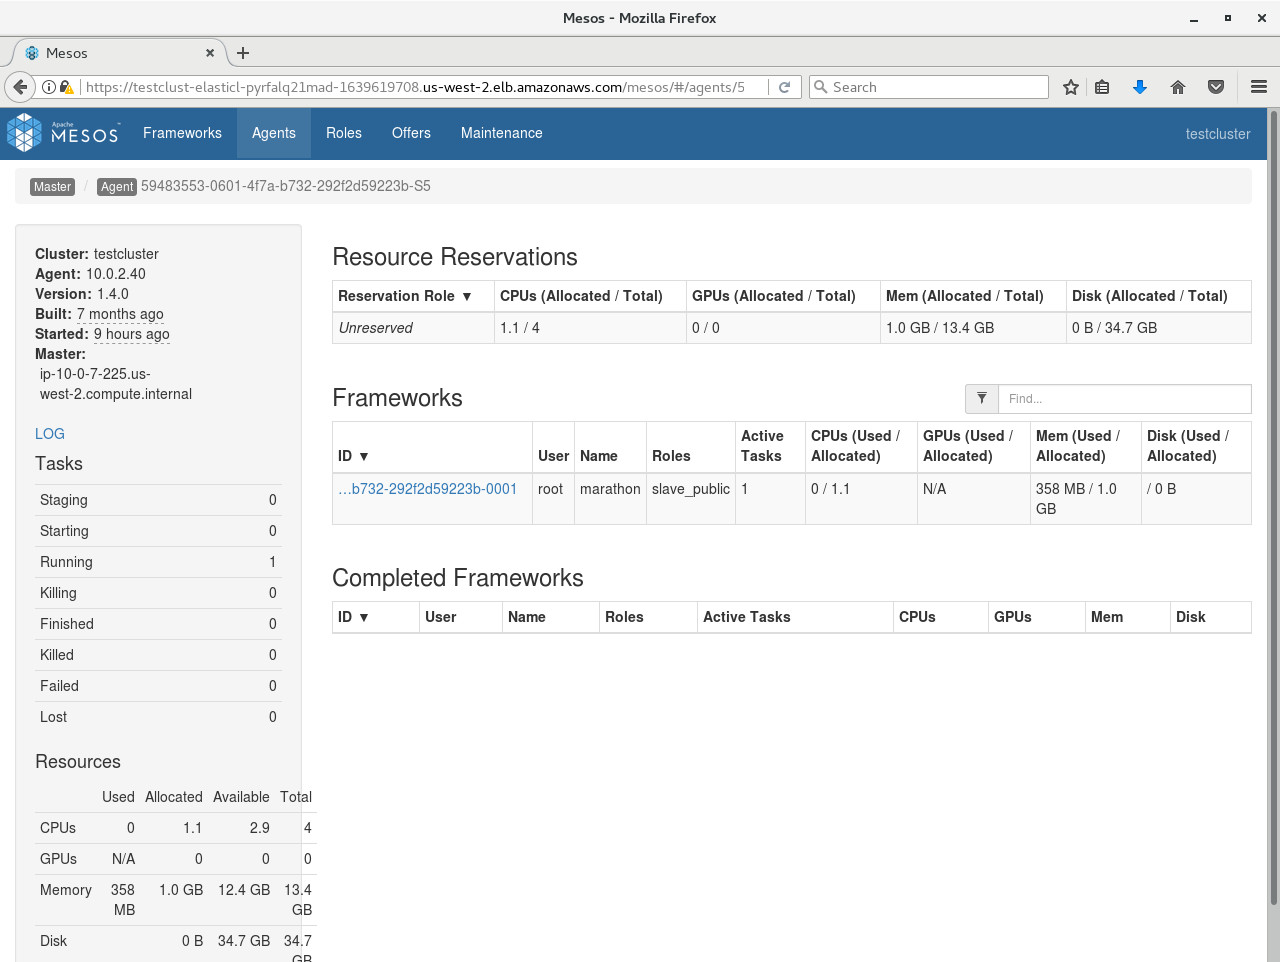 Mesos - Mozilla Firefox
Mesos
https://testclust-elasticl-pyrfalq21mad-1639619708.us-west-2.elb.amazonaws.com/mesos/#/agents/5
Search
Apache MESOS™ Frameworks Agents Roles Offers Maintenance testcluster
Master / Agent 59483553-0601-4f7a-b732-292f2d59223b-S5
Cluster: testcluster
Agent: 10.0.2.40
Version: 1.4.0
Built: 7 months ago
Started: 9 hours ago
Master:
ip-10-0-7-225.us-
west-2.compute.internal
LOG
Tasks
Staging 0
Starting 0
Running 1
Killing 0
Finished 0
Killed 0
Failed 0
Lost 0
Resources
Used Allocated Available Total
CPUs 0 1.1 2.9 4
GPUs N/A 0 0 0
Memory 358 MB 1.0 GB 12.4 GB 13.4 GB
Disk 0 B 34.7 GB 34.7 GB
Resource Reservations
Reservation Role ▼ CPUs (Allocated / Total) GPUs (Allocated / Total) Mem (Allocated / Total) Disk (Allocated / Total)
Unreserved 1.1 / 4 0 / 0 1.0 GB / 13.4 GB 0 B / 34.7 GB
Frameworks
Find...
ID ▼ User Name Roles Active Tasks CPUs (Used / Allocated) GPUs (Used / Allocated) Mem (Used / Allocated) Disk (Used / Allocated)
…b732-292f2d59223b-0001 root marathon slave_public 1 0 / 1.1 N/A 358 MB / 1.0 GB / 0 B
Completed Frameworks
ID ▼ User Name Roles Active Tasks CPUs GPUs Mem Disk